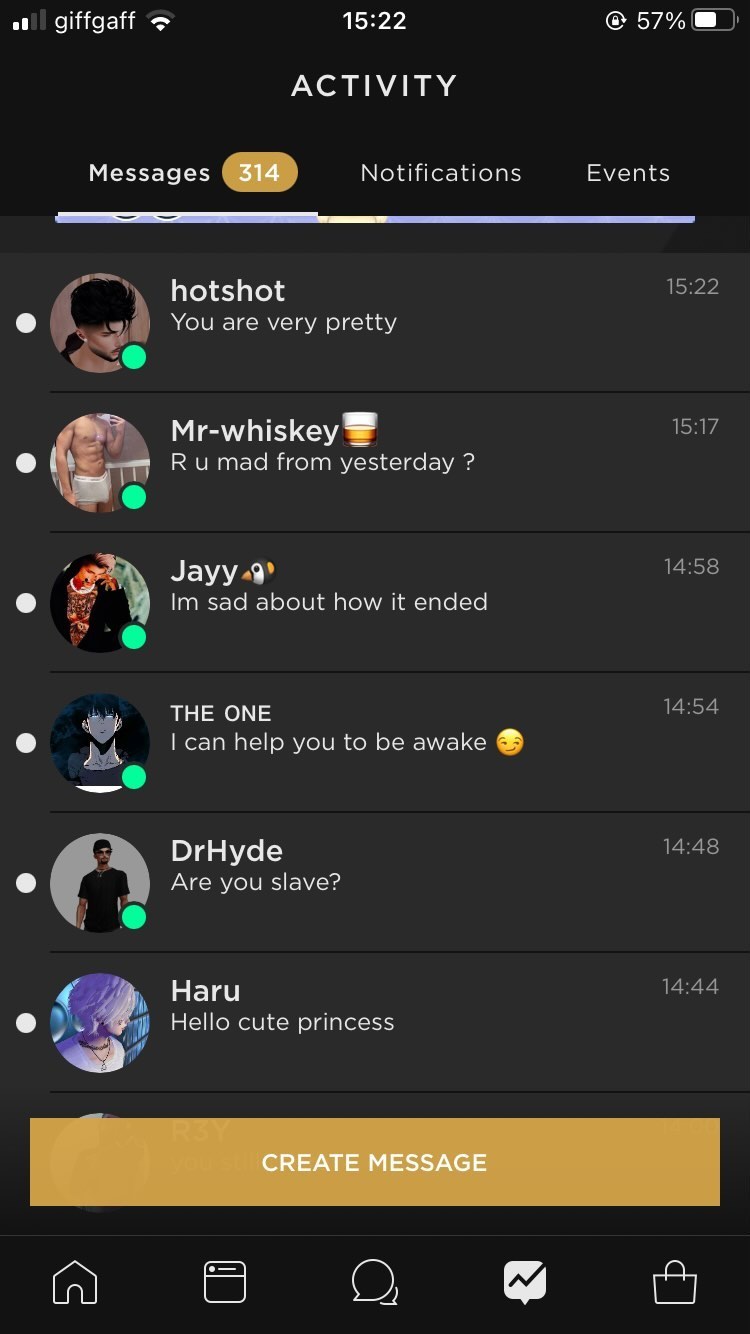 giffgaff 15:22 57%
ACTIVITY
Messages 314 Notifications Events
hotshot 15:22
You are very pretty
Mr-whiskey🥃 15:17
R u mad from yesterday ?
Jayy🐧 14:58
Im sad about how it ended
THE ONE 14:54
I can help you to be awake 😏
DrHyde 14:48
Are you slave?
Haru 14:44
Hello cute princess
R3Y
CREATE MESSAGE